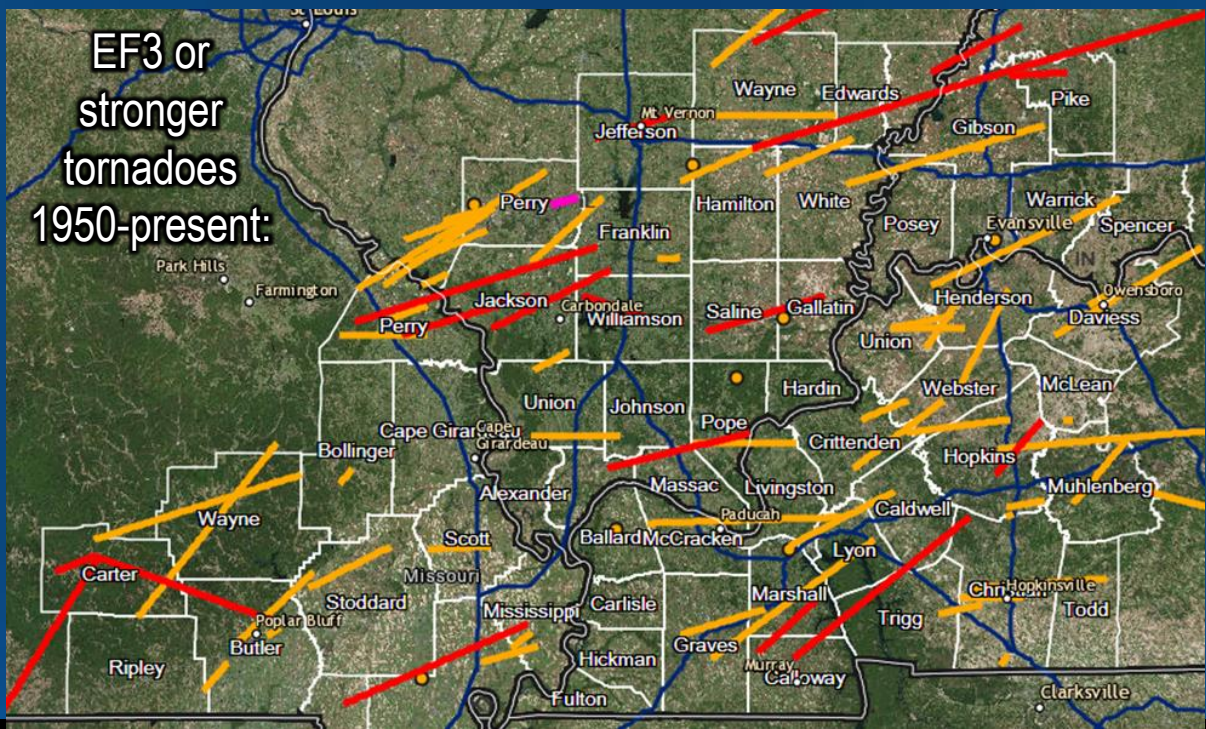 St Louis
EF3 or
stronger
tornadoes
1950-present:
Wayne
Edwards
Pike
Mt Vernon
Jefferson
Gibson
Perry
Hamilton
White
Warrick
Franklin
Posey
Evansville
Spencer
Park Hills
IN
Farmington
Jackson
Carbondale
Williamson
Saline
Gallatin
Henderson
Owensboro
Daviess
Perry
Union
Webster
McLean
Hardin
Union
Johnson
Pope
Cape Girardeau
Cape
Girardeau
Crittenden
Bollinger
Hopkins
Massac
Livingston
Muhlenberg
Alexander
Caldwell
Wayne
Paducah
Scott
Ballard
McCracken
Lyon
Carter
Missouri
Stoddard
Carlisle
Marshall
Christian
Hopkinsville
Mississippi
Trigg
Todd
Poplar Bluff
Butler
Graves
Ripley
Hickman
Murray
Calloway
Fulton
Clarksville